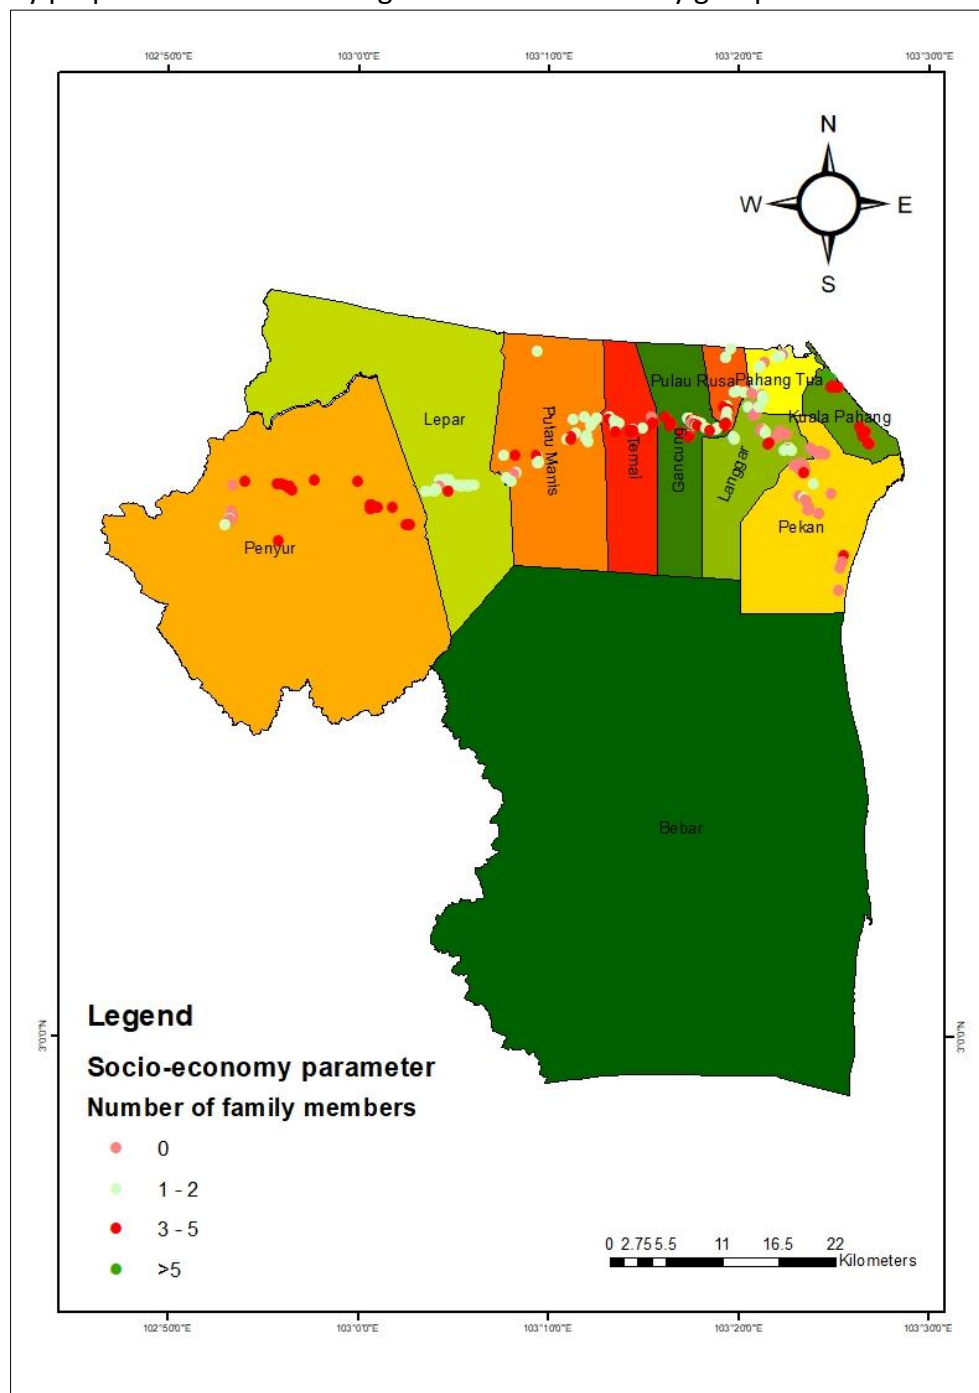 102°50'0"E 103°0'0"E 103°10'0"E 103°20'0"E 103°30'0"E
N
W E
S
Pulau Rusa
Pahang Tua
Lepar
Pulau Manis
Temai
Gancung
Langgar
Kuala Pahang
Pekan
Penyur
Bebar
3°0'0"N
3°0'0"N
Legend
Socio-economy parameter
Number of family members
0
1 - 2
3 - 5
>5
0 2.75 5.5 11 16.5 22
Kilometers
102°50'0"E 103°0'0"E 103°10'0"E 103°20'0"E 103°30'0"E